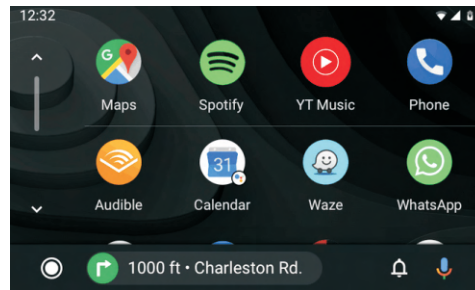 12:32
Maps Spotify YT Music Phone
31
Audible Calendar Waze WhatsApp
1000 ft • Charleston Rd.